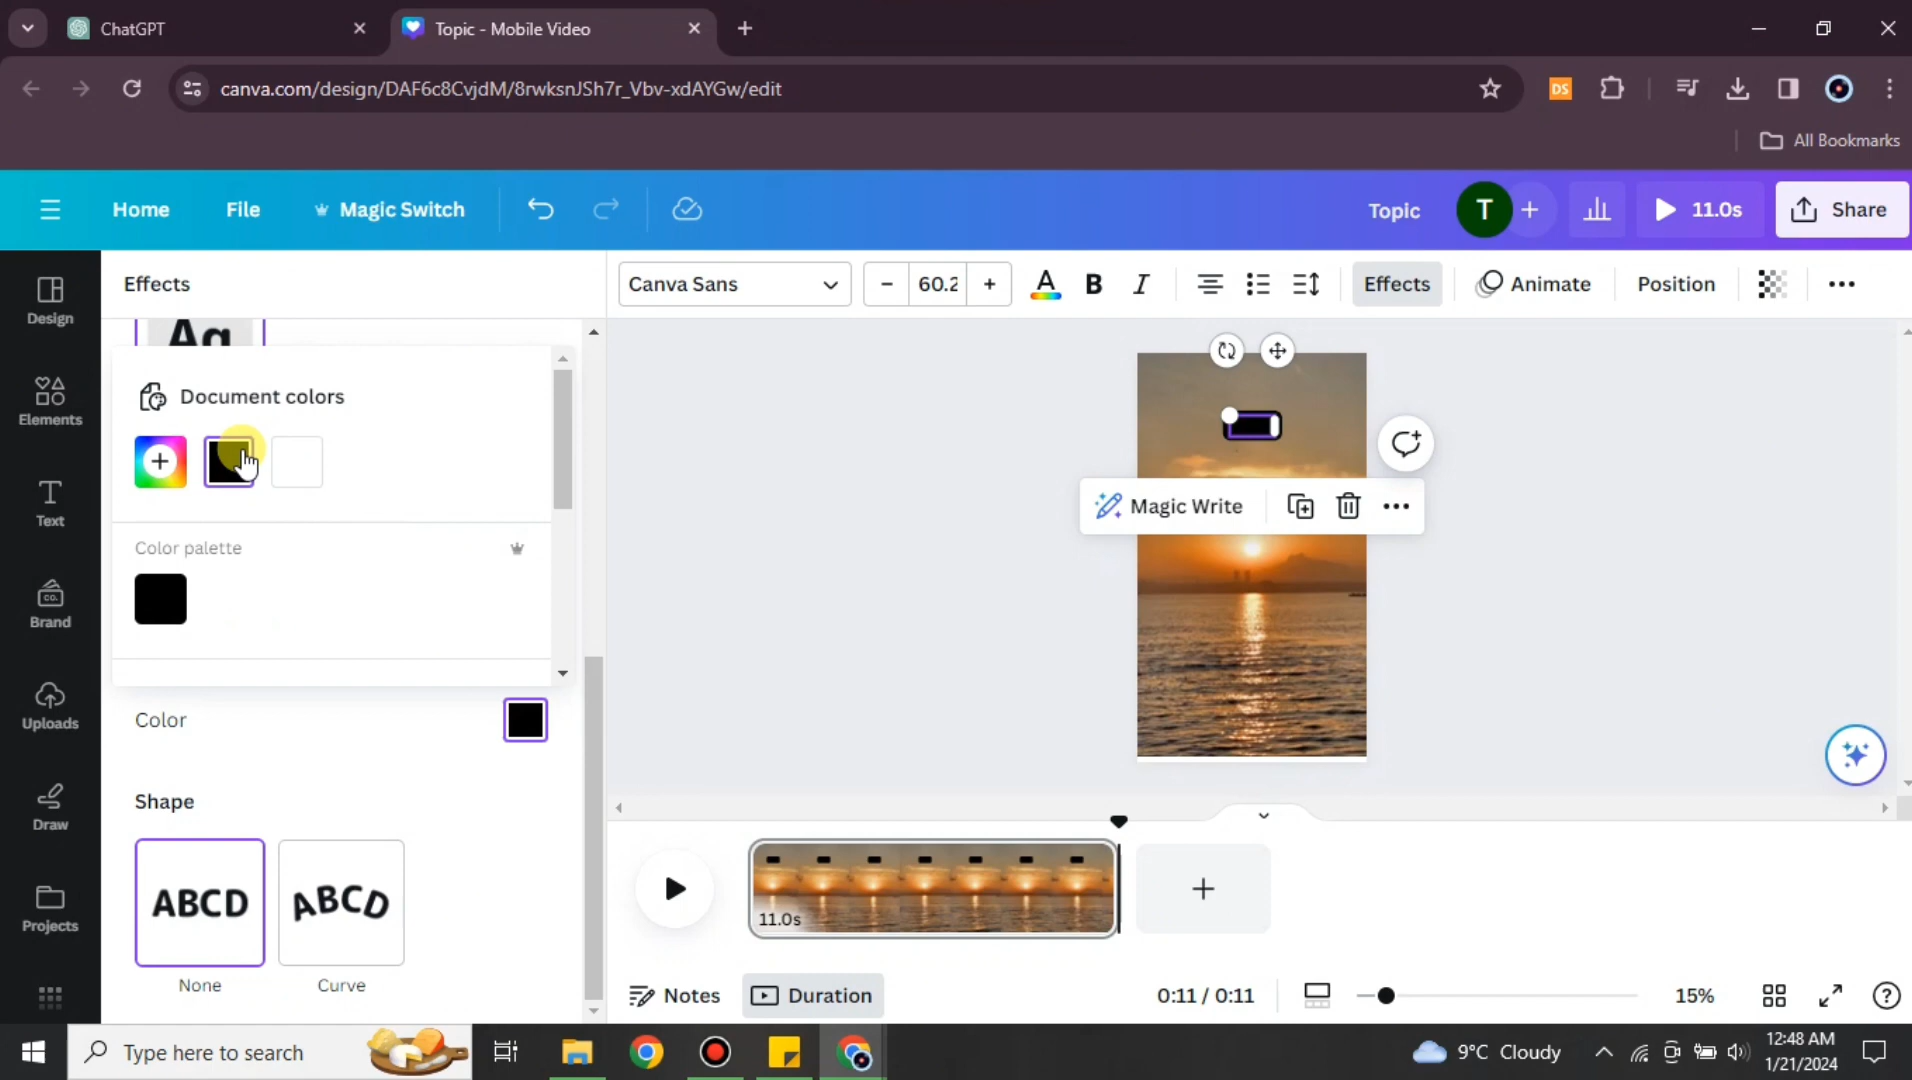 ChatGPT
Topic - Mobile Video
canva.com/design/DAF6c8CvjdM/8rwksnJSh7r_Vbv-xdAYGw/edit
DS
All Bookmarks
Home
File
Magic Switch
Topic
T
11.0s
Share
Design
Elements
Text
CO.
Brand
Uploads
Draw
Projects
Effects
Ag
Document colors
Color palette
Color
Shape
ABCD
ABCD
None
Curve
Canva Sans
60.2
A
B
I
Effects
Animate
Position
Magic Write
11.0s
Notes
Duration
0:11 / 0:11
15%
Type here to search
9°C Cloudy
12:48 AM
1/21/2024